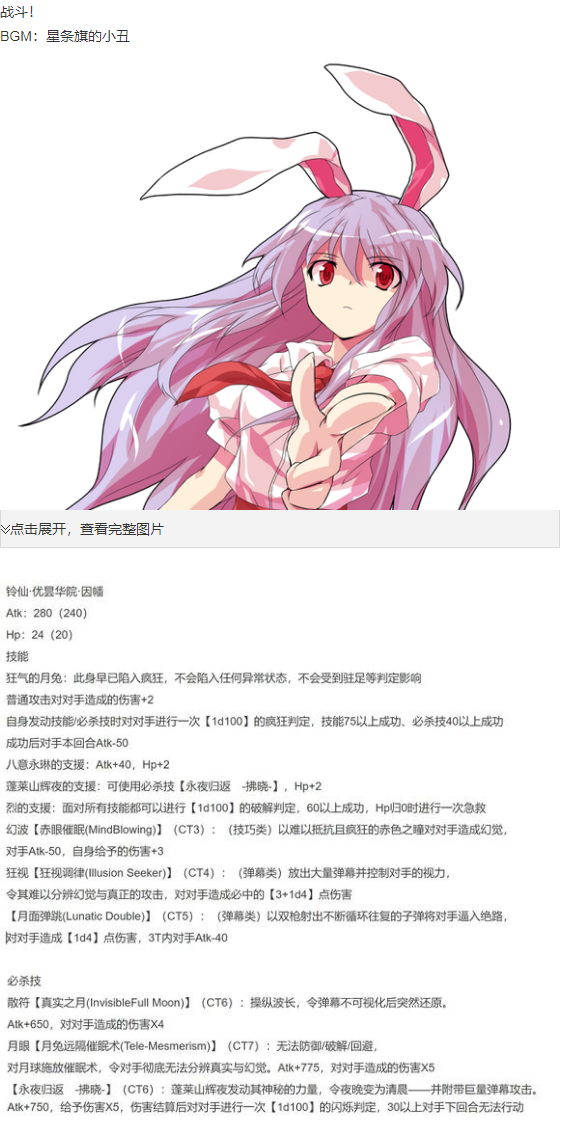 战斗！
BGM：星条旗的小丑
点击展开，查看完整图片
铃仙·优昙华院·因幡
Atk：280（240）
Hp：24（20）
技能
狂气的月兔：此身早已陷入疯狂，不会陷入任何异常状态，不会受到驻足等判定影响
普通攻击对对手造成的伤害+2
自身发动技能/必杀技时对对手进行一次【1d100】的疯狂判定，技能75以上成功、必杀技40以上成功
成功后对手本回合Atk-50
八意永琳的支援：Atk+40，Hp+2
蓬莱山辉夜的支援：可使用必杀技【永夜归返　-拂晓-】，Hp+2
烈的支援：面对所有技能都可以进行【1d100】的破解判定，60以上成功，Hp归0时进行一次急救
幻波【赤眼催眠(MindBlowing)】（CT3）：（技巧类）以难以抵抗且疯狂的赤色之瞳对对手造成幻觉，
对手Atk-50，自身给予的伤害+3
狂视【狂视调律(Illusion Seeker)】（CT4）：（弹幕类）放出大量弹幕并控制对手的视力，
令其难以分辨幻觉与真正的攻击，对对手造成必中的【3+1d4】点伤害
【月面弹跳(Lunatic Double)】（CT5）：（弹幕类）以双枪射出不断循环往复的子弹将对手逼入绝路，
对对手造成【1d4】点伤害，3T内对手Atk-40
必杀技
散符【真实之月(InvisibleFull Moon)】（CT6）：操纵波长，令弹幕不可视化后突然还原。
Atk+650，对对手造成的伤害X4
月眼【月兔远隔催眠术(Tele-Mesmerism)】（CT7）：无法防御/破解/回避，
对月球施放催眠术，令对手彻底无法分辨真实与幻觉。Atk+775，对对手造成的伤害X5
【永夜归返　-拂晓-】（CT6）：蓬莱山辉夜发动其神秘的力量，令夜晚变为清晨——并附带巨量弹幕攻击。
Atk+750，给予伤害X5，伤害结算后对对手进行一次【1d100】的闪烁判定，30以上对手下回合无法行动